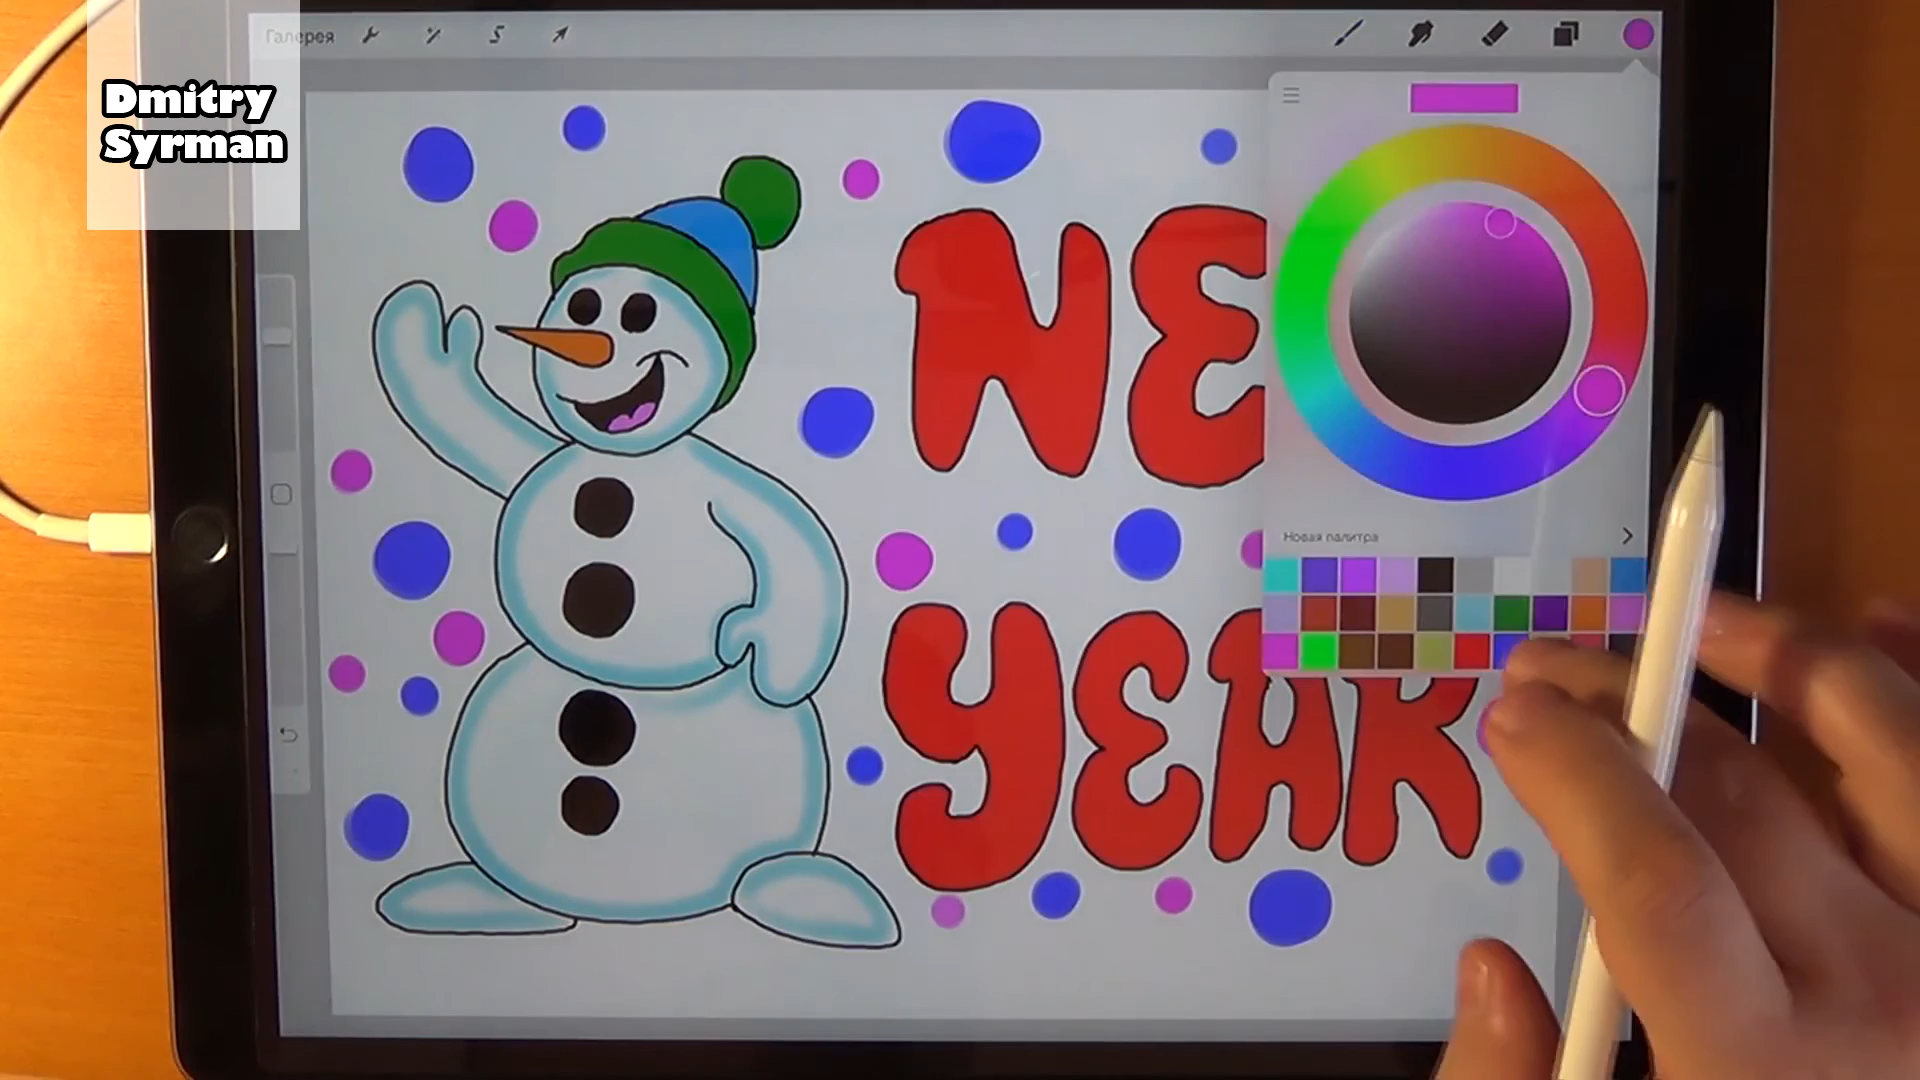 Галерея
Dmitry
Syrman
NE
Новая палитра
YEAR